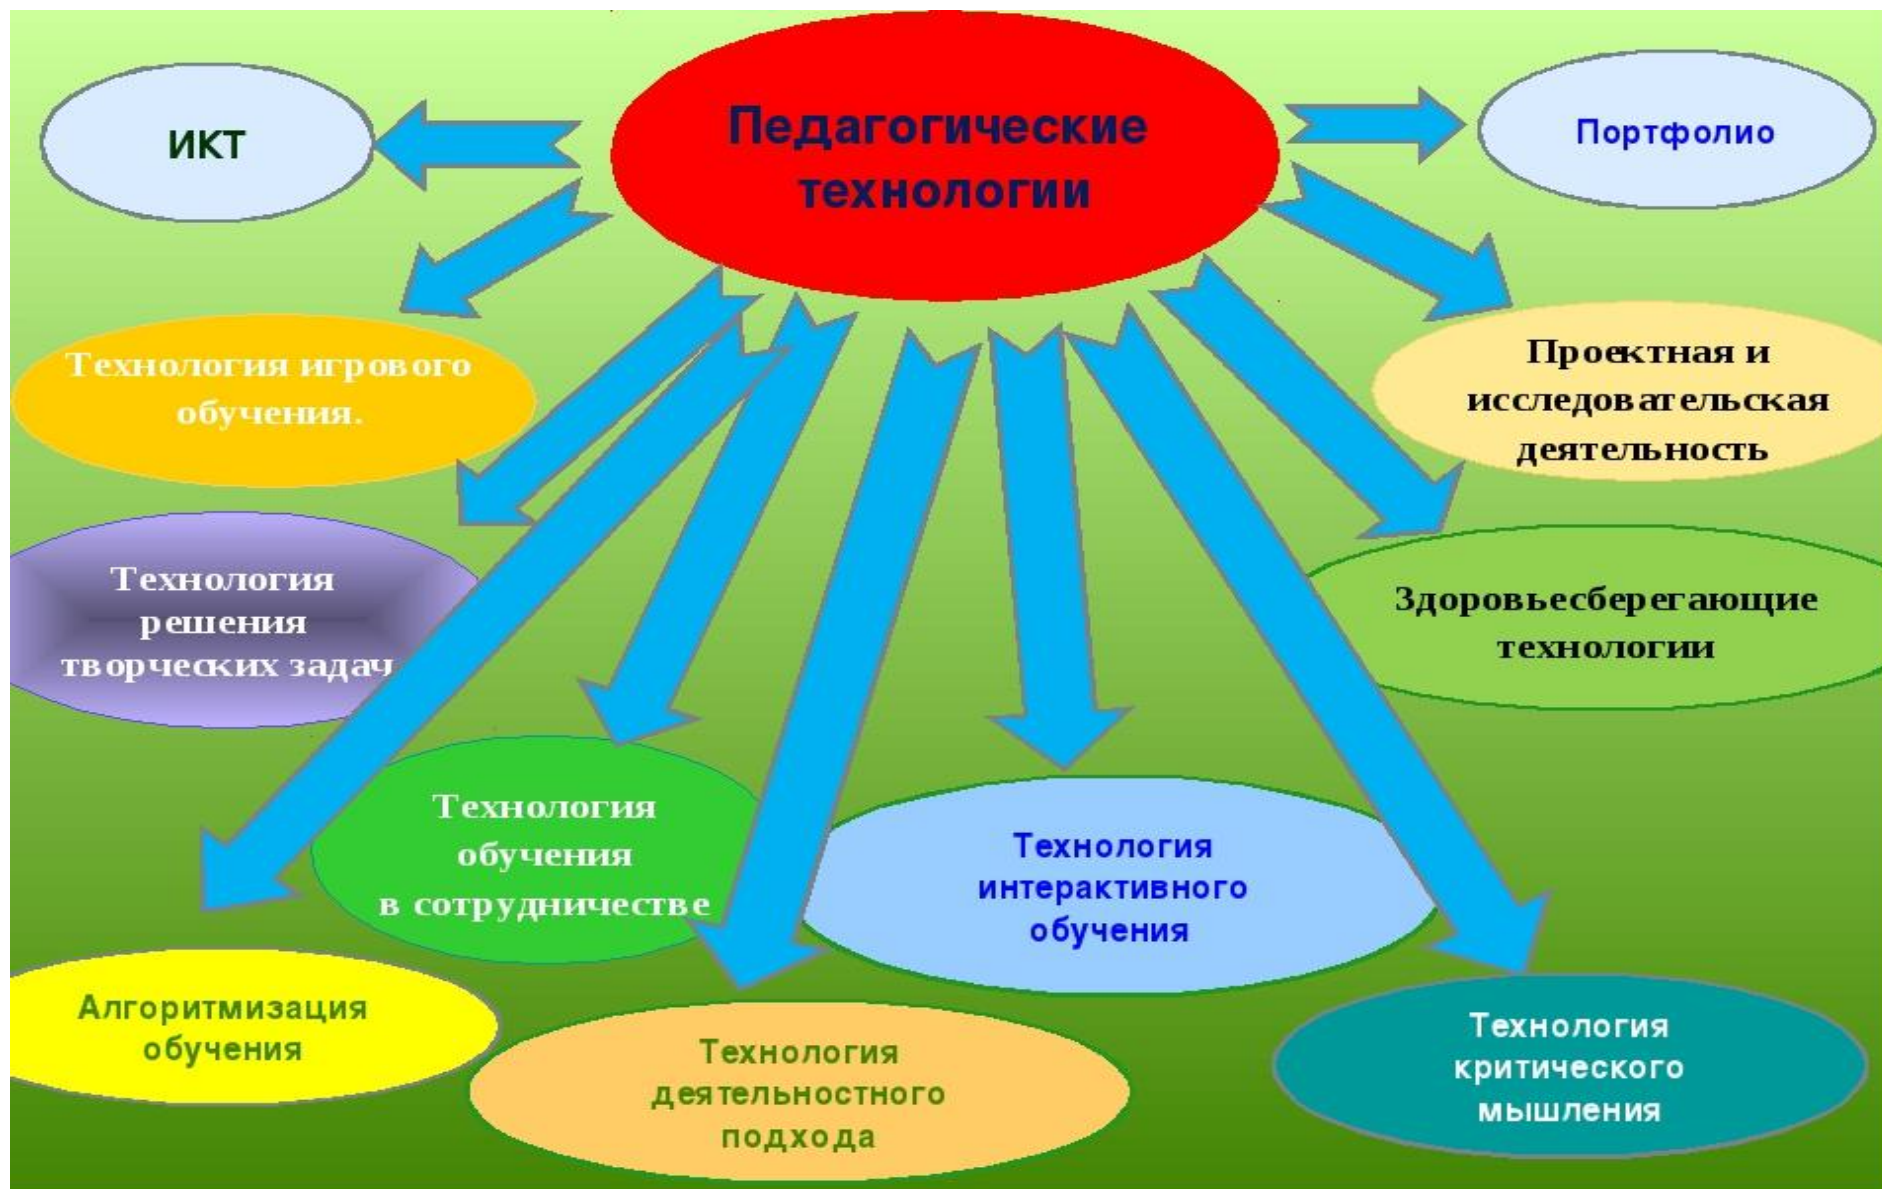 Педагогические
технологии
ИКТ
Портфолио
Технология игрового
обучения.
Проектная и
исследовательская
деятельность
Технология
решения
творческих задач
Здоровьесберегающие
технологии
Технология
обучения
в сотрудничестве
Технология
интерактивного
обучения
Алгоритмизация
обучения
Технология
деятельностного
подхода
Технология
критического
мышления